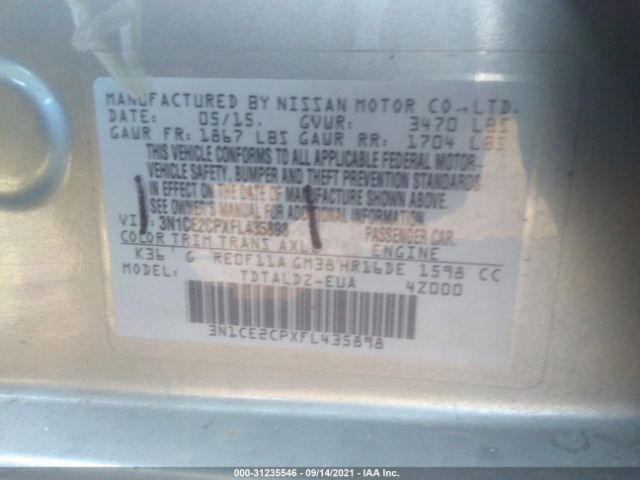 MANUFACTURED BY NISSAN MOTOR CO., LTD.
DATE: 05/15. GVWR: 3470 LBS
GAWR FR: 1867 LBS GAWR RR: 1704 LBS
THIS VEHICLE CONFORMS TO ALL APPLICABLE FEDERAL MOTOR
VEHICLE SAFETY, BUMPER AND THEFT PREVENTION STANDARDS
IN EFFECT ON THE DATE OF MANUFACTURE SHOWN ABOVE.
SEE OWNER'S MANUAL FOR ADDITIONAL INFORMATION
VI 3N1CE2CPXFL435898 PASSENGER CAR.
COLOR TRIM TRANS AXLE ENGINE
K36 G RE0F11A GM38 HR16DE 1598 CC
MODEL: TDTALDZ-EUA 4Z000
3N1CE2CPXFL435898
000-31235546 - 09/14/2021 - IAA Inc.